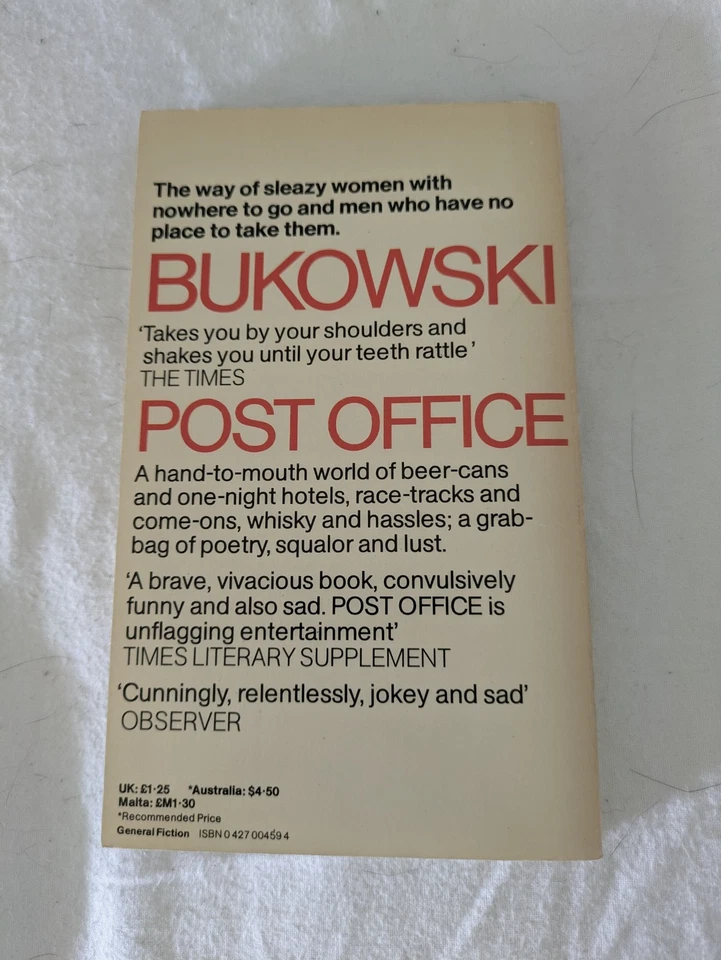 The way of sleazy women with
nowhere to go and men who have no
place to take them.
BUKOWSKI
'Takes you by your shoulders and
shakes you until your teeth rattle'
THE TIMES
POST OFFICE
A hand-to-mouth world of beer-cans
and one-night hotels, race-tracks and
come-ons, whisky and hassles; a grab-
bag of poetry, squalor and lust.
'A brave, vivacious book, convulsively
funny and also sad. POST OFFICE is
unflagging entertainment'
TIMES LITERARY SUPPLEMENT
'Cunningly, relentlessly, jokey and sad'
OBSERVER
UK: £1·25 *Australia: $4·50
Malta: £M1·30
*Recommended Price
General Fiction ISBN 0 427 00459 4